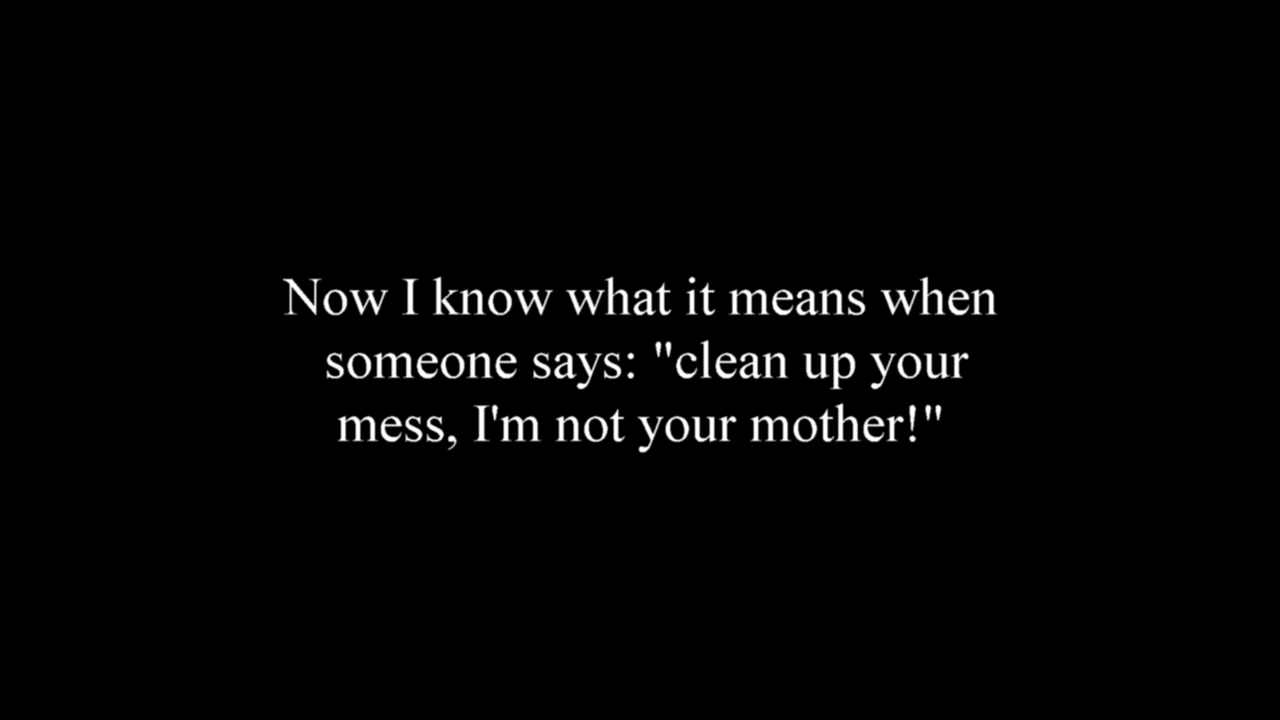 Now I know what it means when
someone says: "clean up your
mess, I'm not your mother!"